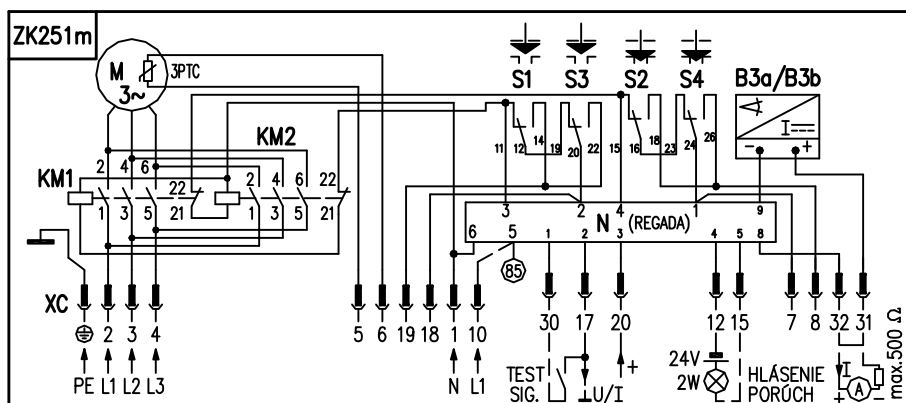 ZK251m
M
3~
3PTC
S1 S3 S2 S4
B3a/B3b
I
- +
KM2
KM1
2 4 6 22
1 3 5 21
2 4 6 22
1 3 5 21
11 12 14 19 20 22 15 16 18 23 24 26
3 2 4 1 9
N (REGADA)
6 5 1 2 3 4 5 8
85
XC
2 3 4 5 6 19 18 1 10 30 17 20 12 15 7 8 32 31
PE L1 L2 L3
N L1
TEST
SIG.
U/I
+
24V
2W
HLÁSENIE
PORÚCH
I
+ A -
max.500 Ω